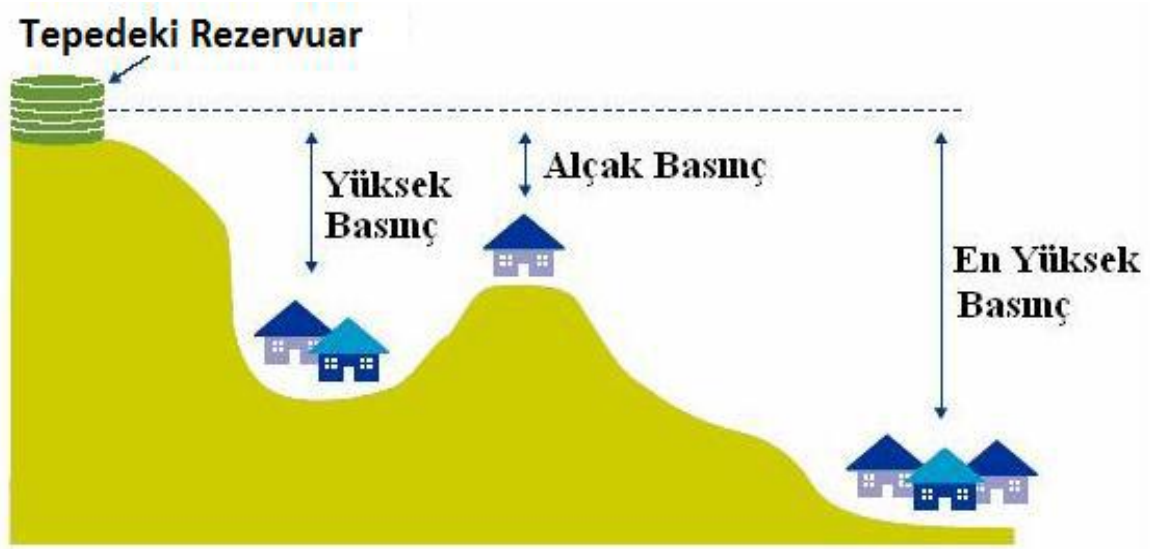 Tepedeki Rezervuar
Yüksek
Basınç
Alçak Basınç
En Yüksek
Basınç